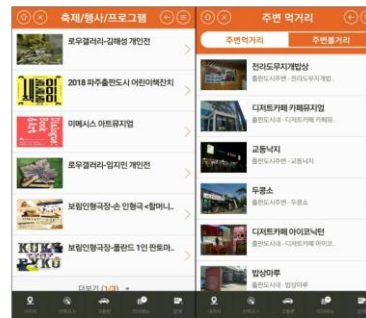 축제/행사/프로그램
로우갤러리-김해성 개인전
2018 파주출판도시 어린이책잔치
미메시스 아트뮤지엄
로우갤러리-임지민 개인전
보림인형극장-손 인형극 <할머니..
보림인형극장-폴란드 1인 판토마..
더보기 (1/3)
주변 먹거리
주변먹거리
주변볼거리
전라도우지개밥상
출판도시주변 - 전라도우지개밥..
디저트카페 카페뮤지엄
출판도시내 - 디저트카페 카페뮤..
교동낙지
출판도시주변 - 교동낙지
두콩소
출판도시주변 - 두콩소
디저트카페 아이코닉턴
출판도시내 - 디저트카페 아이코..
밥상마루
출판도시내 - 밥상마루